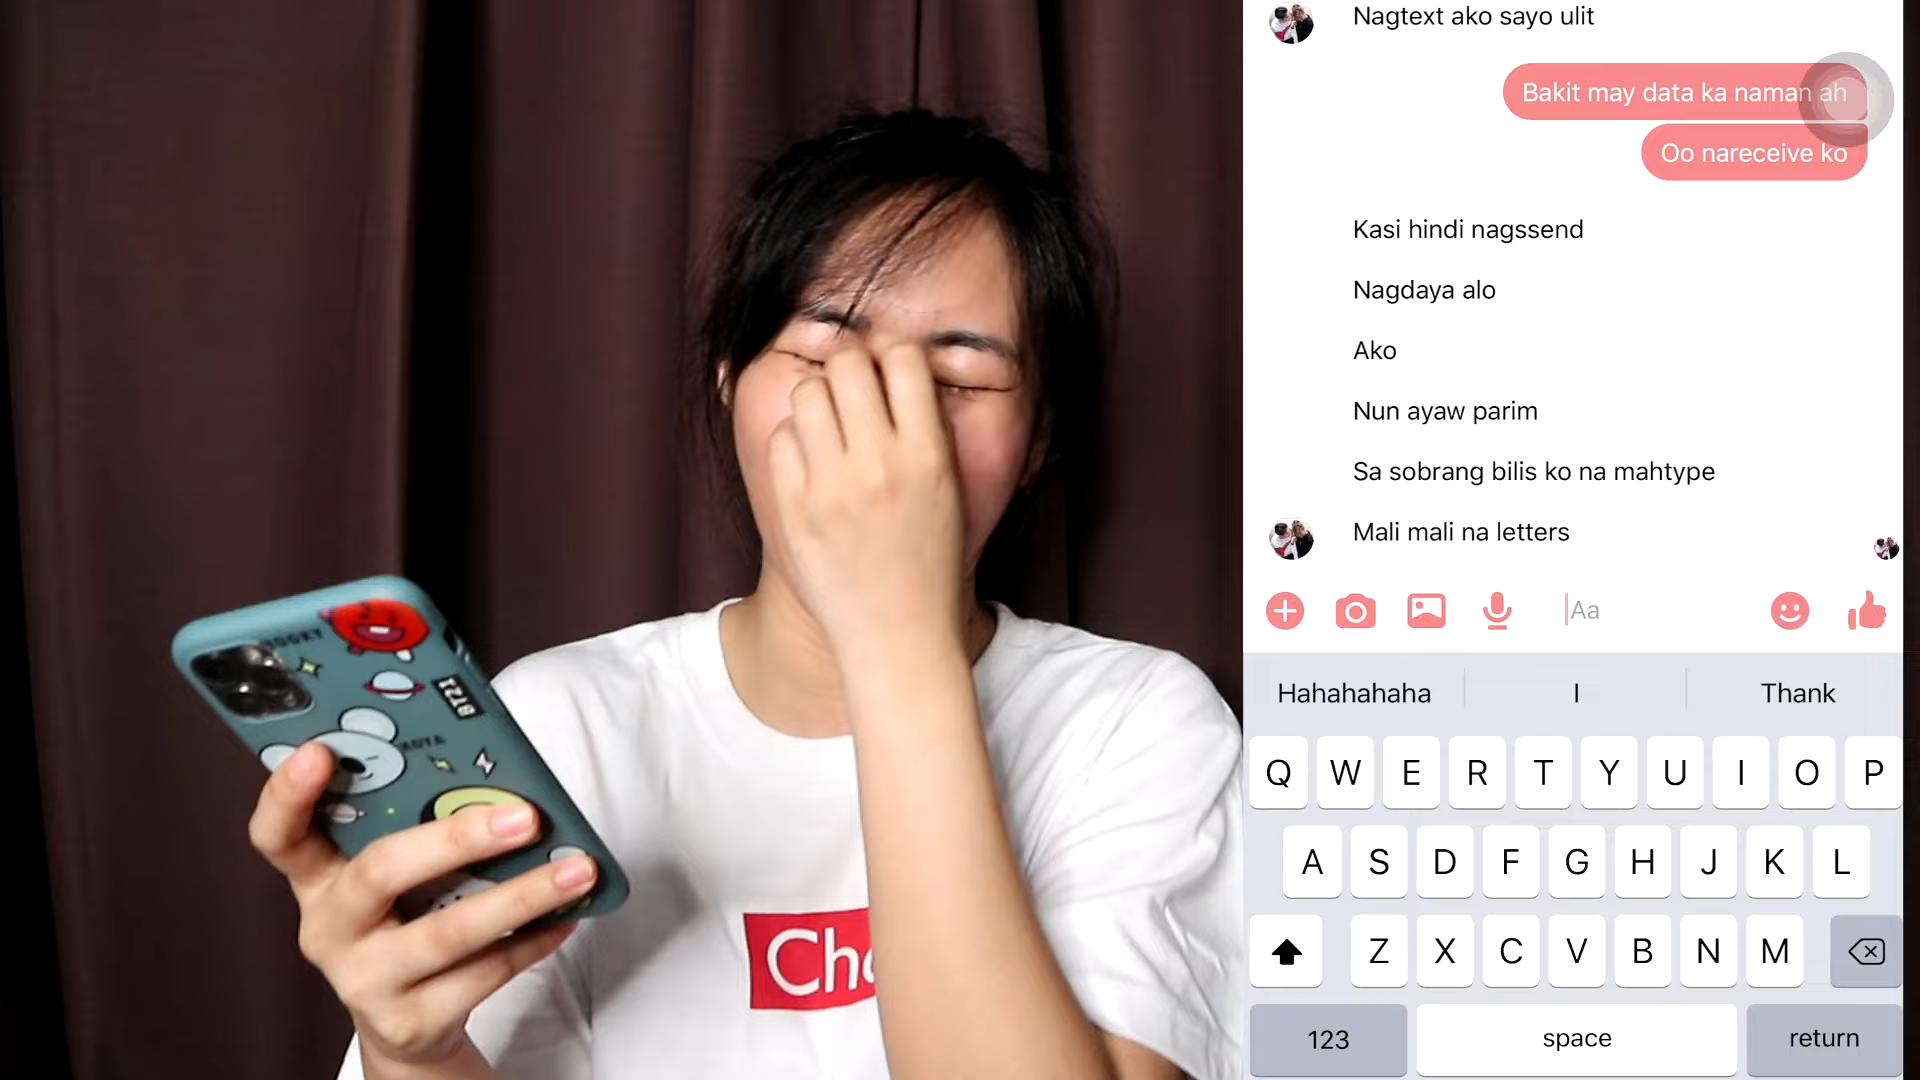 Nagtext ako sayo ulit
Bakit may data ka naman ah
Oo nareceive ko
Kasi hindi nagssend
Nagdaya alo
Ako
Nun ayaw parim
Sa sobrang bilis ko na mahtype
Mali mali na letters
Aa
Hahahahaha I Thank
Q W E R T Y U I O P
A S D F G H J K L
Z X C V B N M
123 space return
BT21
KOYA
Cho